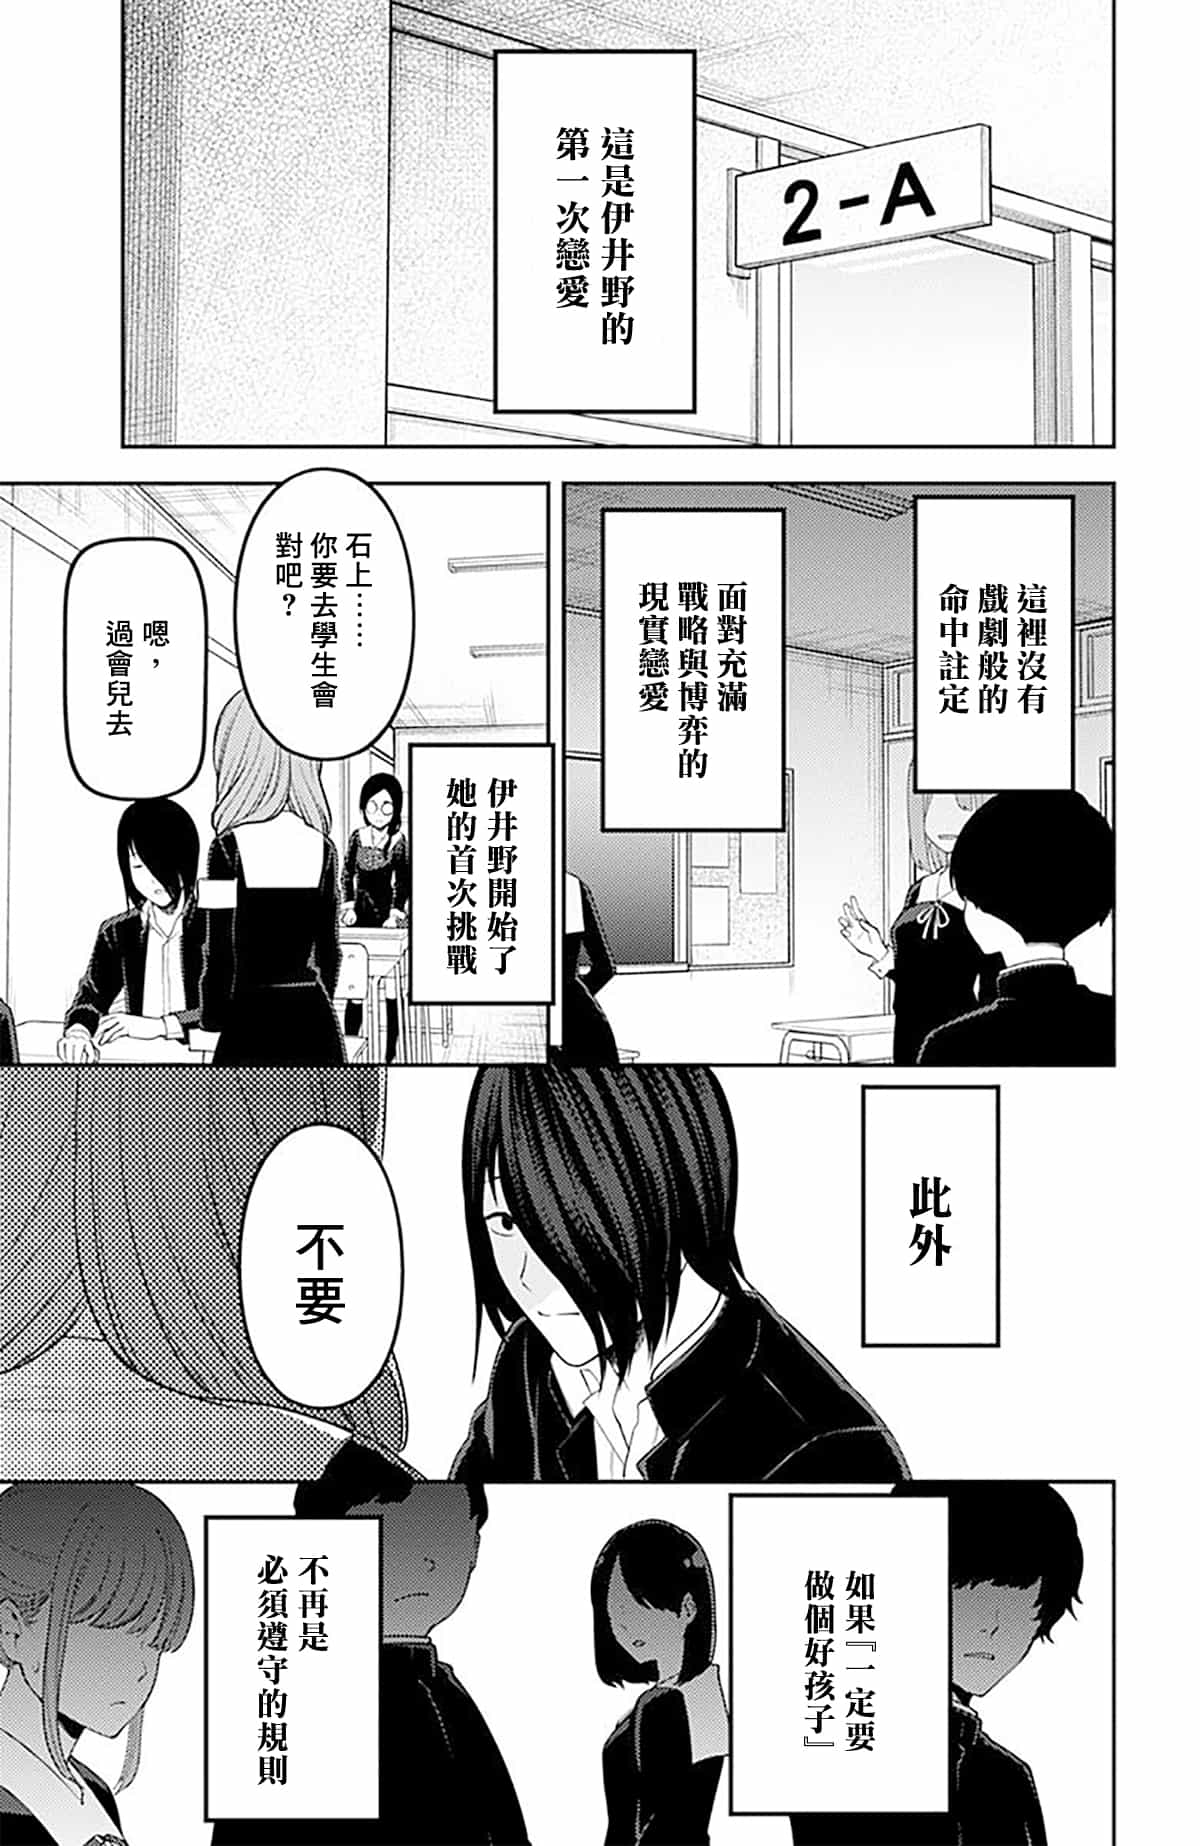 2-A
這是伊井野的
第一次戀愛
這裡沒有
戲劇般的
命中註定
面對充滿
戰略與博弈的
現實戀愛
石上……
你要去學生會
對吧？
嗯，
過會兒去
伊井野開始了
她的首次挑戰
此外
不要
如果『一定要
做個好孩子』
不再是
必須遵守的規則